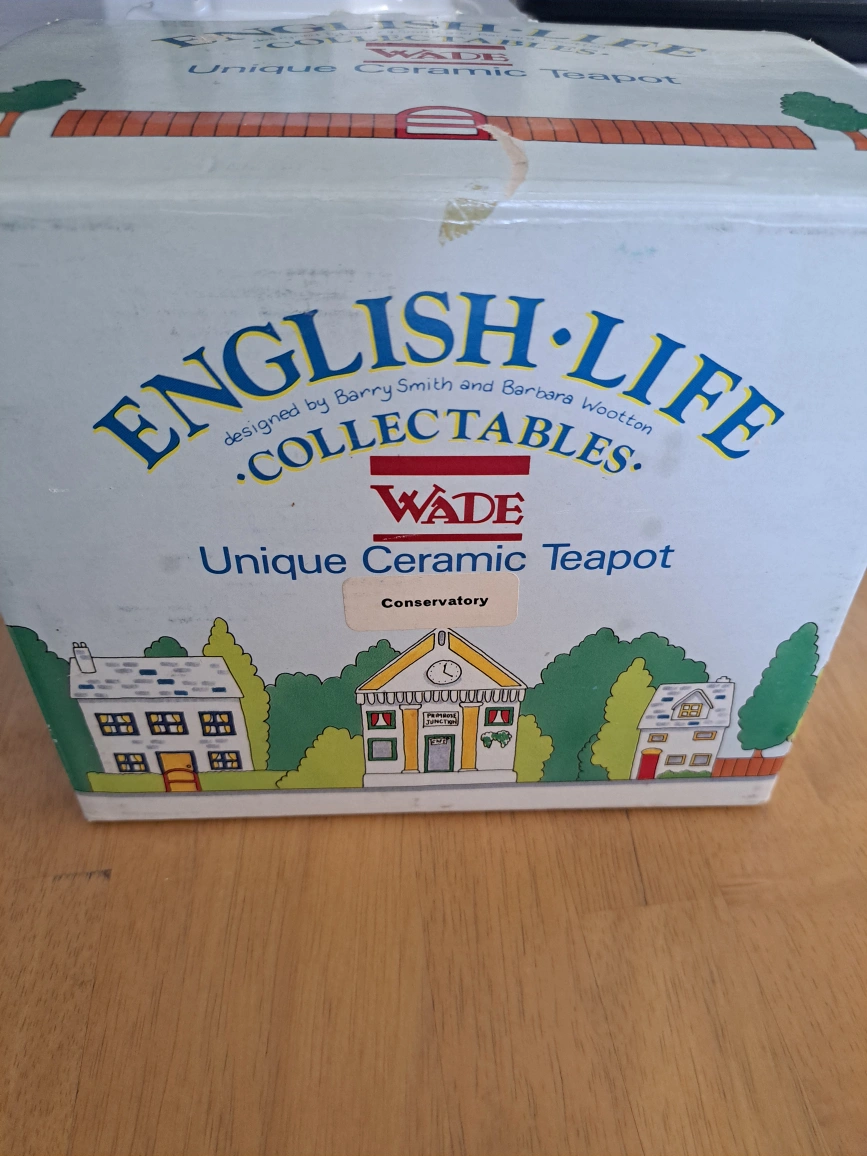 ENGLISH·LIFE
·COLLECTABLES·
WADE
Unique Ceramic Teapot
ENGLISH·LIFE
designed by Barry Smith and Barbara Wootton
·COLLECTABLES·
WADE
Unique Ceramic Teapot
Conservatory
PRIMROSE
JUNCTION